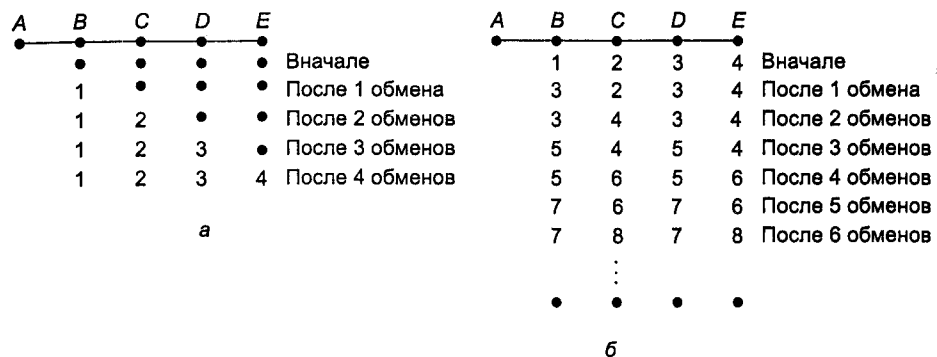 A B C D E
• • • • Вначале
1 • • • После 1 обмена
1 2 • • После 2 обменов
1 2 3 • После 3 обменов
1 2 3 4 После 4 обменов
а
A B C D E
1 2 3 4 Вначале
3 2 3 4 После 1 обмена
3 4 3 4 После 2 обменов
5 4 5 4 После 3 обменов
5 6 5 6 После 4 обменов
7 6 7 6 После 5 обменов
7 8 7 8 После 6 обменов
⋮
• • • •
б